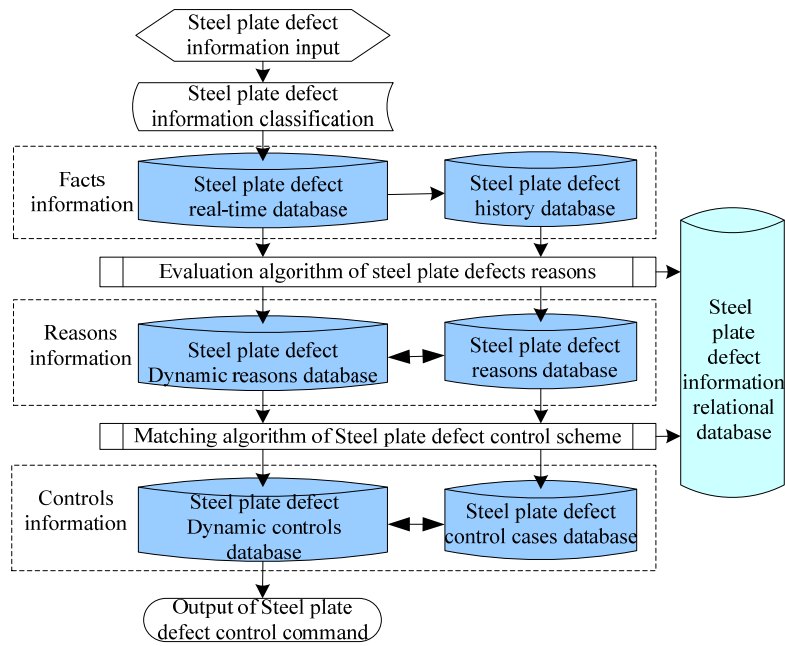 Steel plate defect
information input
Steel plate defect
information classification
Facts
information
Steel plate defect
real-time database
Steel plate defect
history database
Evaluation algorithm of steel plate defects reasons
Reasons
information
Steel plate defect
Dynamic reasons database
Steel plate defect
reasons database
Steel
plate
defect
information
relational
database
Matching algorithm of Steel plate defect control scheme
Controls
information
Steel plate defect
Dynamic controls
database
Steel plate defect
control cases database
Output of Steel plate
defect control command